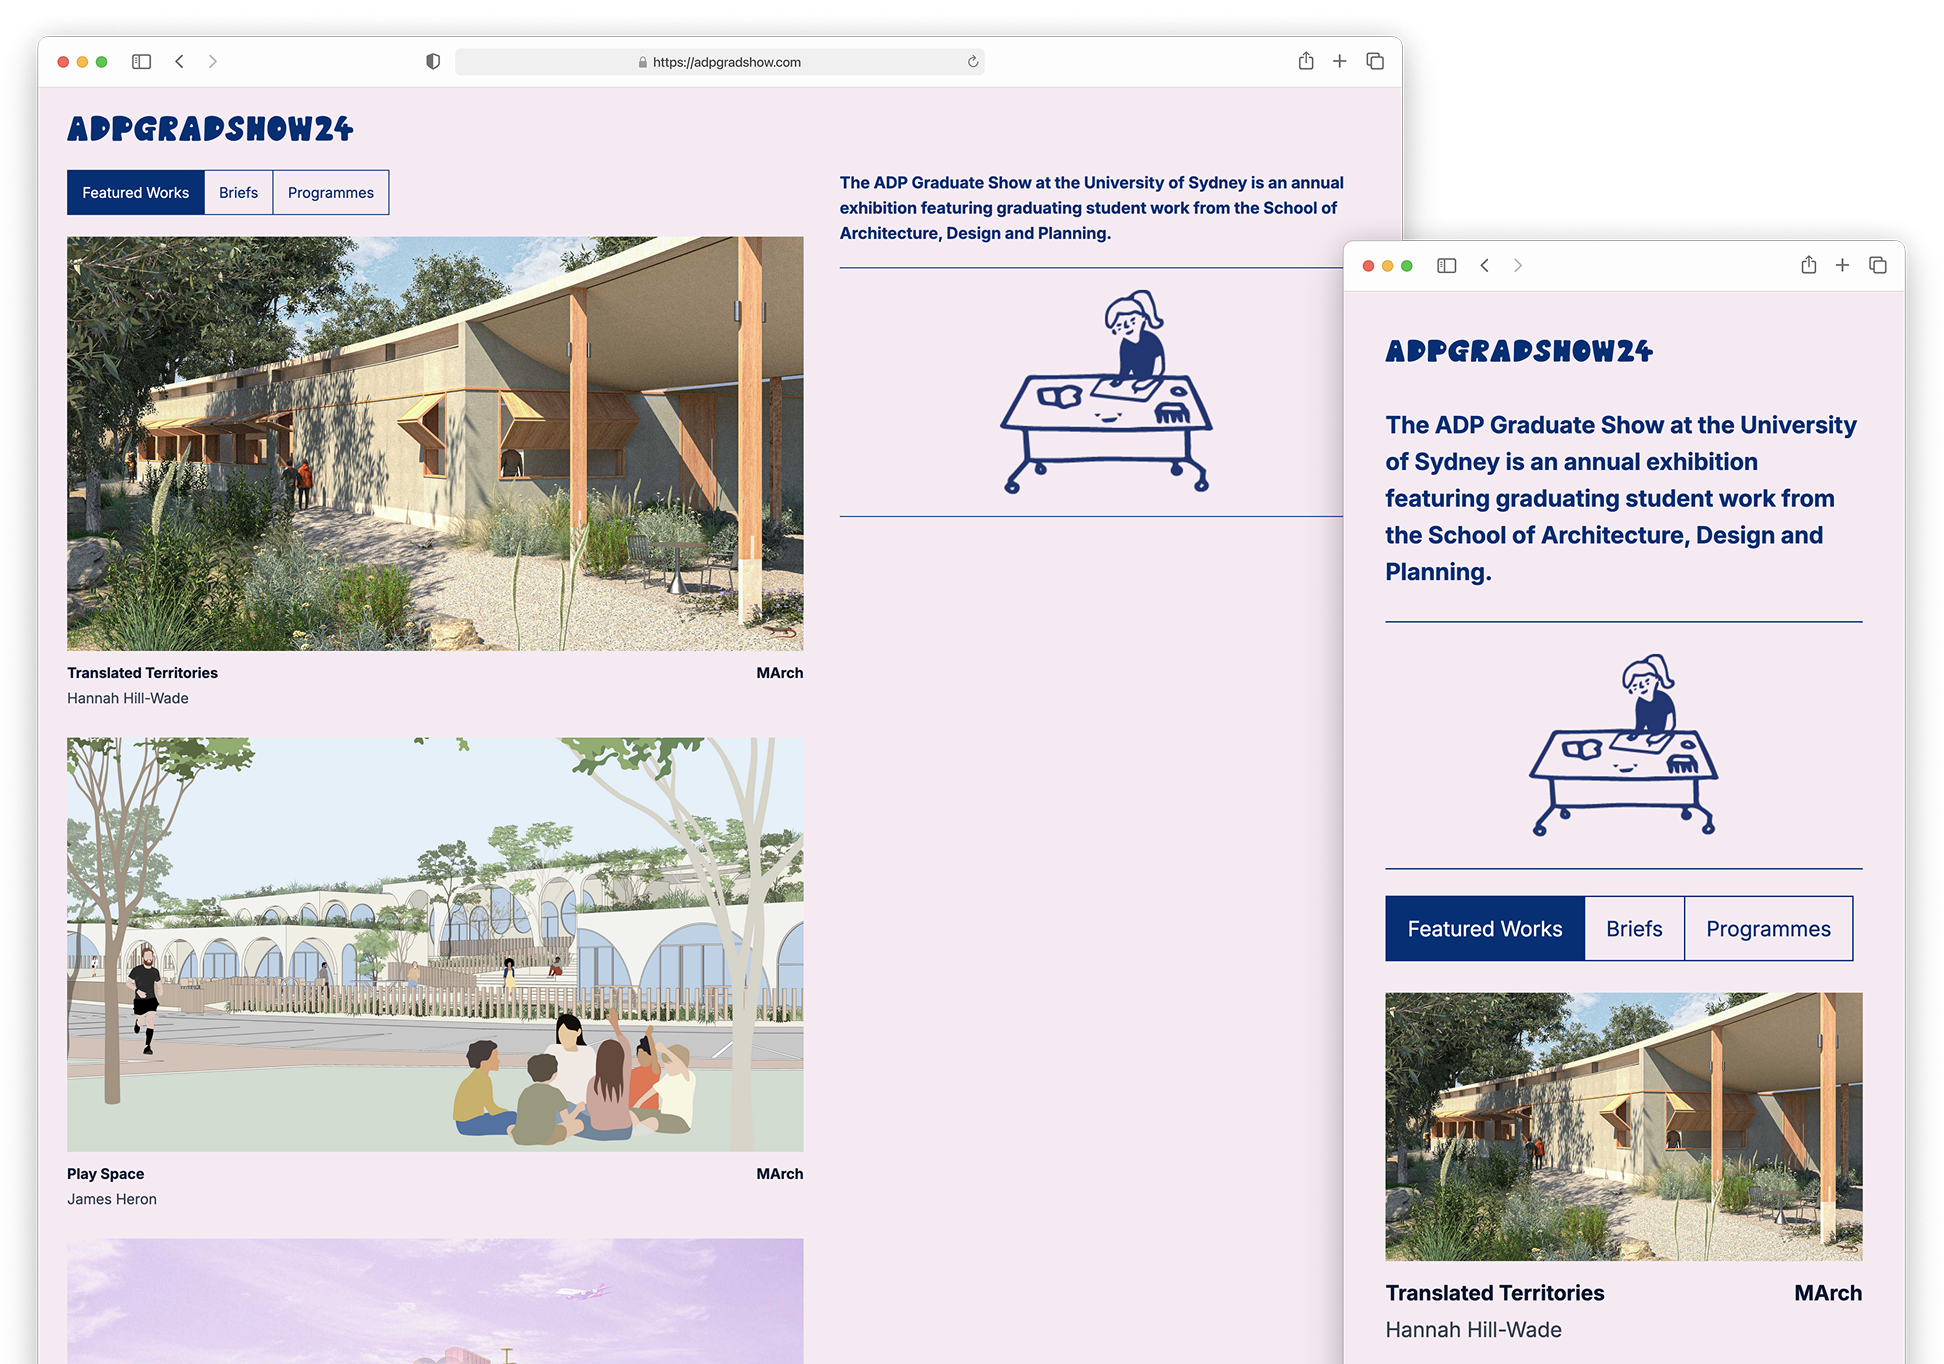 https://adpgradshow.com
ADPGRADSHOW24
Featured Works
Briefs
Programmes
The ADP Graduate Show at the University of Sydney is an annual
exhibition featuring graduating student work from the School of
Architecture, Design and Planning.
Translated Territories
MArch
Hannah Hill-Wade
Play Space
MArch
James Heron
ADPGRADSHOW24
The ADP Graduate Show at the University
of Sydney is an annual exhibition
featuring graduating student work from
the School of Architecture, Design and
Planning.
Featured Works
Briefs
Programmes
Translated Territories
MArch
Hannah Hill-Wade